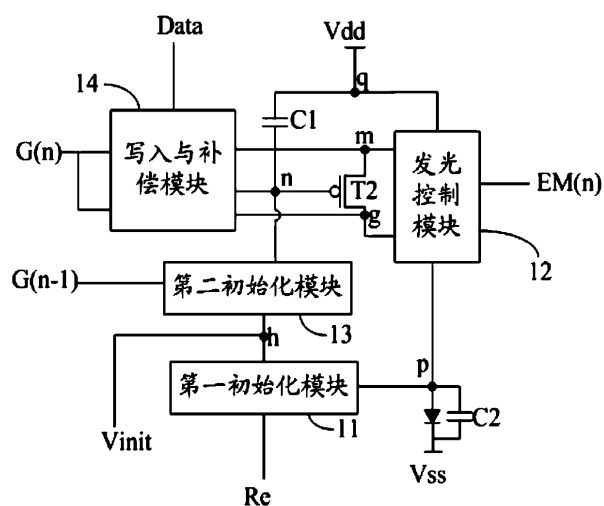 Data
Vdd
14
q
C1
G(n)
写入与补
偿模块
m
n
T2
g
发光
控制
模块
EM(n)
12
G(n-1)
第二初始化模块
13
h
第一初始化模块
11
p
Vinit
C2
Vss
Re